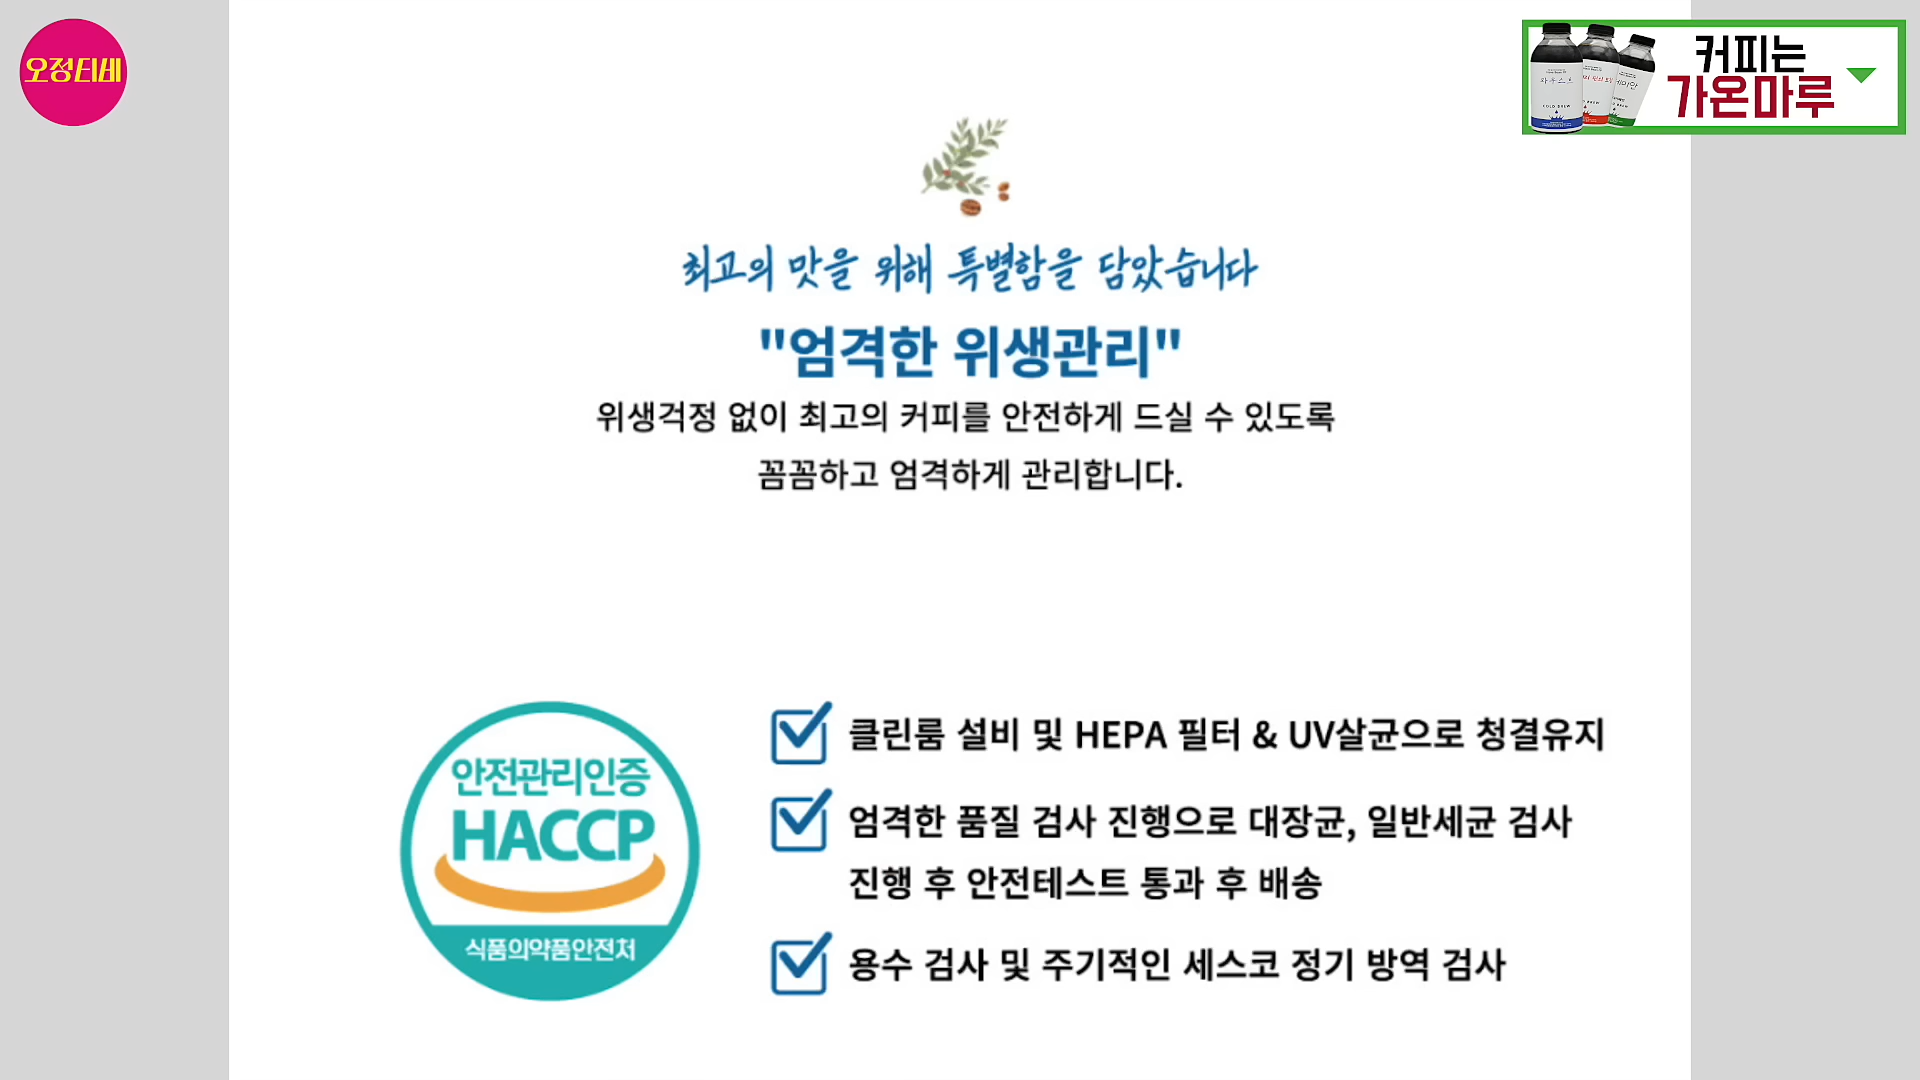 오정티비
커피는
가온마루
COLD BREW
최고의 맛을 위해 특별함을 담았습니다
"엄격한 위생관리"
위생걱정 없이 최고의 커피를 안전하게 드실 수 있도록
꼼꼼하고 엄격하게 관리합니다.
안전관리인증
HACCP
식품의약품안전처
클린룸 설비 및 HEPA 필터 & UV살균으로 청결유지
엄격한 품질 검사 진행으로 대장균, 일반세균 검사
진행 후 안전테스트 통과 후 배송
용수 검사 및 주기적인 세스코 정기 방역 검사